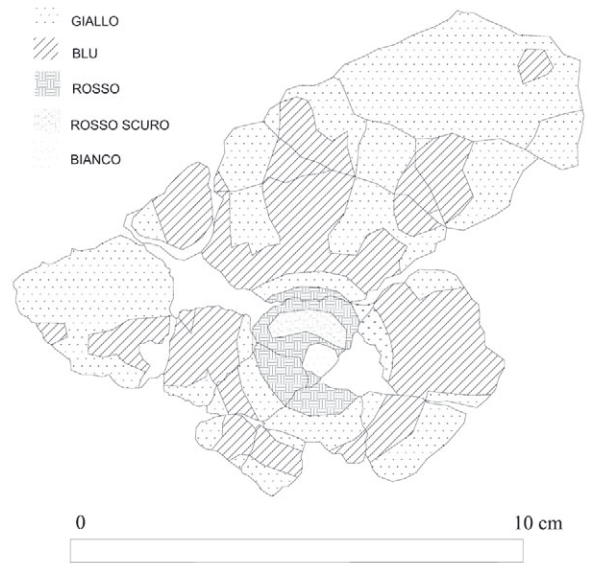 GIALLO
BLU
ROSSO
ROSSO SCURO
BIANCO
0 10 cm